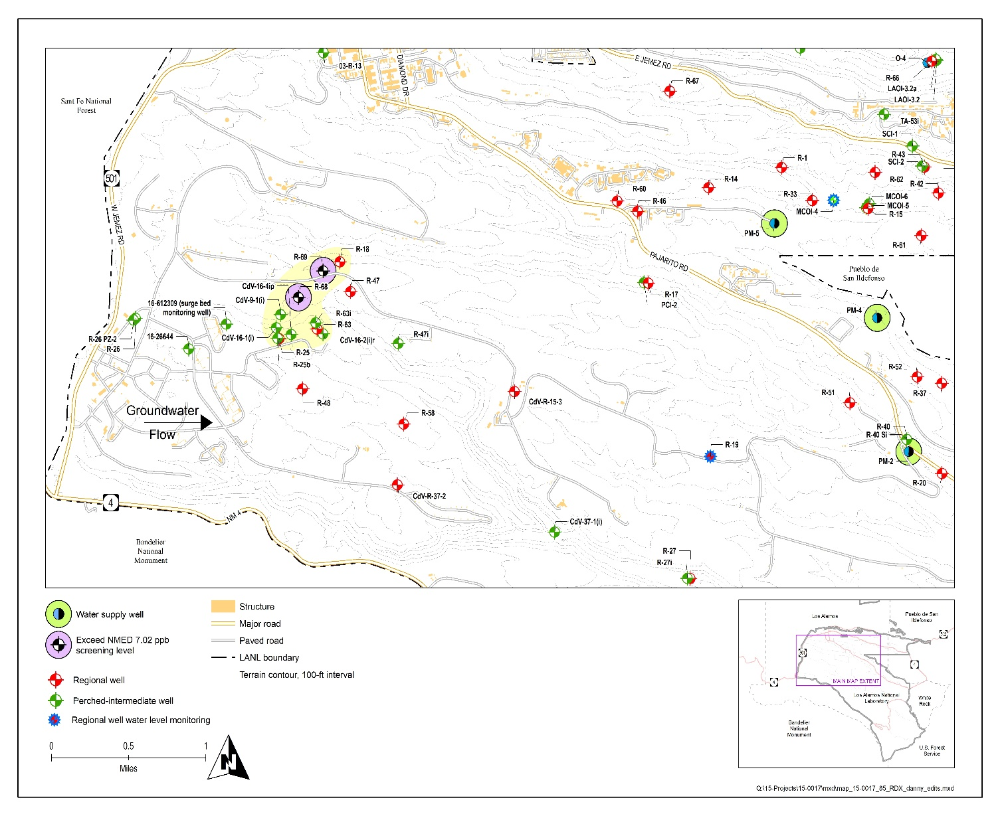 Sant Fe National
Forest
03-B-13
DIAMOND DR
E JEMEZ RD
R-67
O-4
R-66
LAOI-3.2a
LAOI-3.2
TA-53i
SCI-1
R-43
SCI-2
R-1
R-62
R-42
R-14
R-33
MCOI-6
MCOI-5
R-15
MCOI-4
R-60
R-46
PM-5
R-61
501
W JEMEZ RD
PAJARITO RD
Pueblo de
San Ildefonso
R-18
R-69
R-47
CdV-16-4ip
R-68
CdV-9-1(i)
16-612309 (surge bed
monitoring well)
R-63i
R-63
R-17
PCI-2
PM-4
CdV-16-1(i)
CdV-16-2(i)r
R-47i
R-26 PZ-2
R-26
16-26644
R-25
R-25b
R-52
R-37
R-51
R-48
CdV-R-15-3
Groundwater
Flow
R-58
R-40
R-40 Si
R-19
PM-2
R-20
CdV-R-37-2
4
NM 4
CdV-37-1(i)
Bandelier
National
Monument
R-27
R-27i
Water supply well
Exceed NMED 7.02 ppb
screening level
Regional well
Perched-intermediate well
Regional well water level monitoring
Structure
Major road
Paved road
LANL boundary
Terrain contour, 100-ft interval
0
0.5
1
Miles
N
Los Alamos
Pueblo de San
Ildefonso
501
4
MAIN MAP EXTENT
Los Alamos National
Laboratory
White
Rock
Bandelier
National
Monument
U.S. Forest
Service
Q:\15-Projects\15-0017\mxd\map_15-0017_85_RDX_danny_edits.mxd